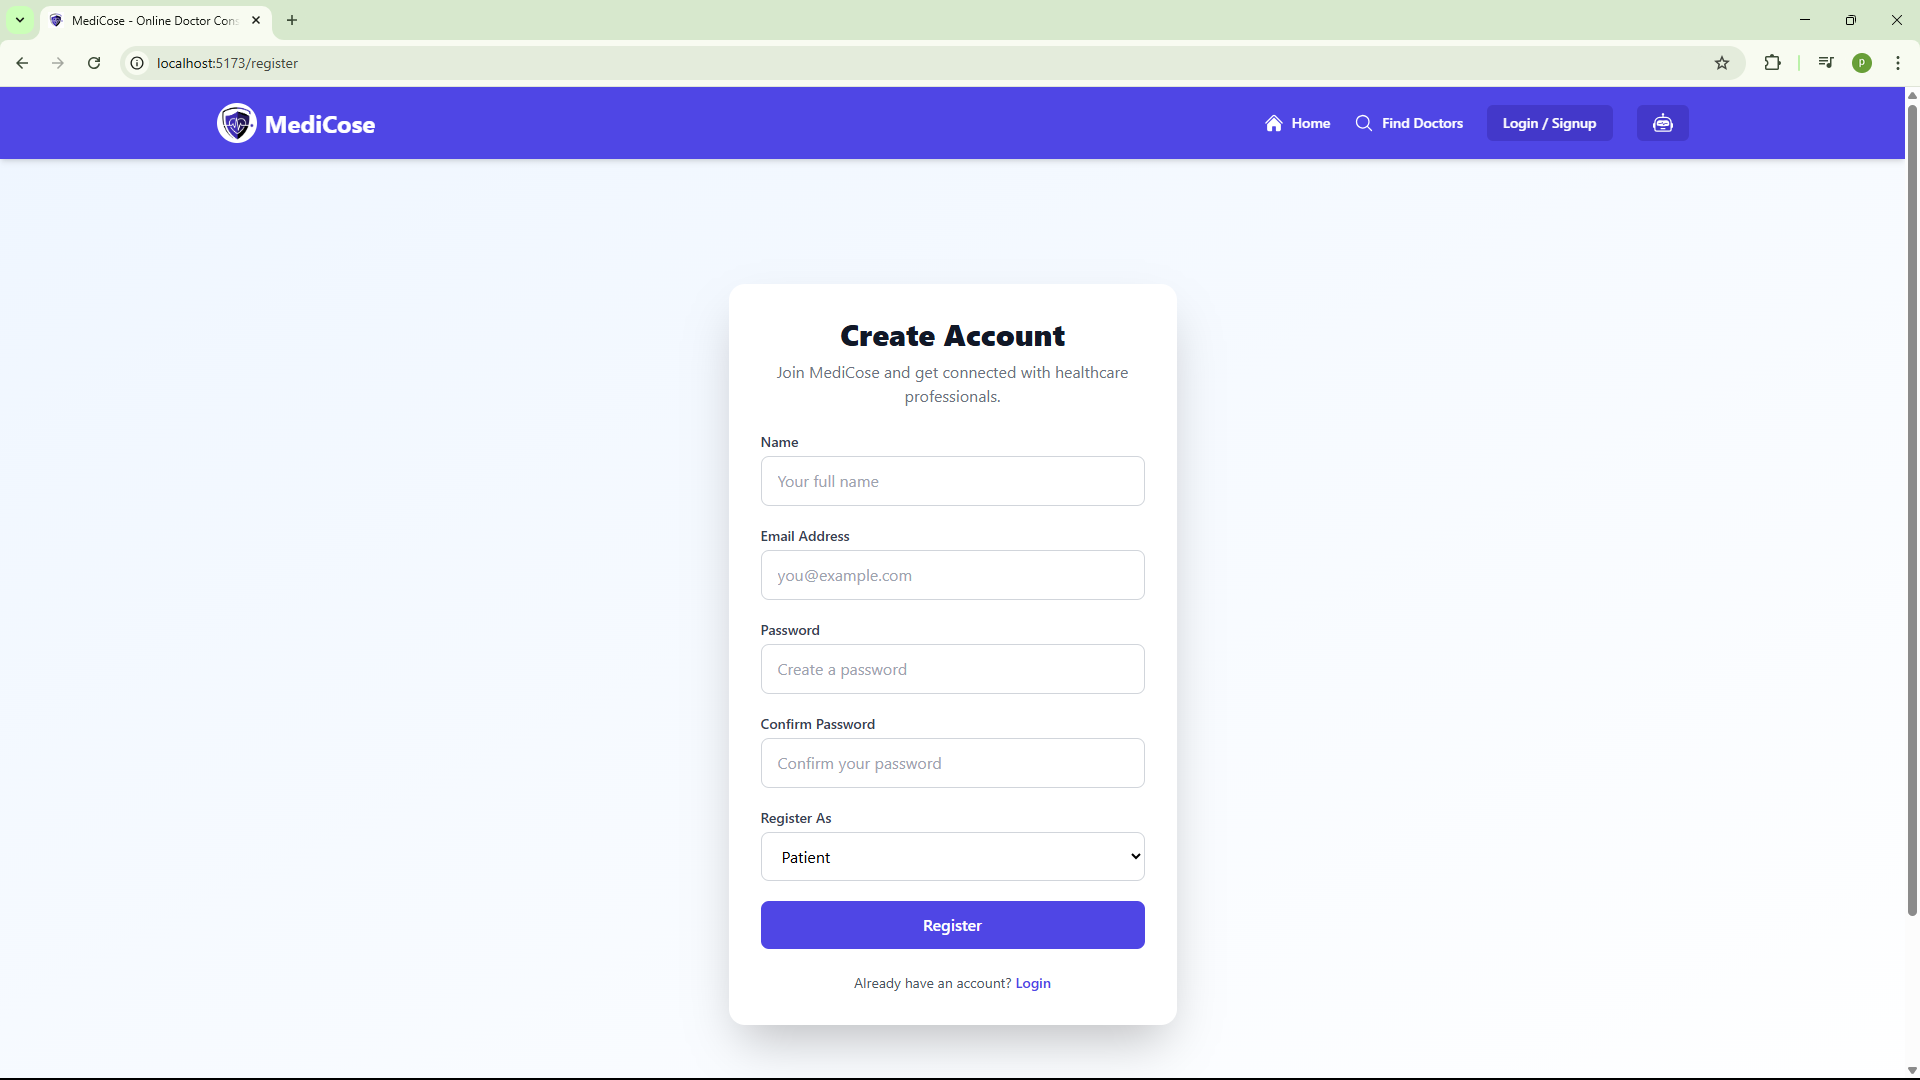 MediCose - Online Doctor Cons
localhost:5173/register
P
MediCose
Home
Find Doctors
Login / Signup
Create Account
Join MediCose and get connected with healthcare
professionals.
Name
Your full name
Email Address
you@example.com
Password
Create a password
Confirm Password
Confirm your password
Register As
Patient
Register
Already have an account? Login